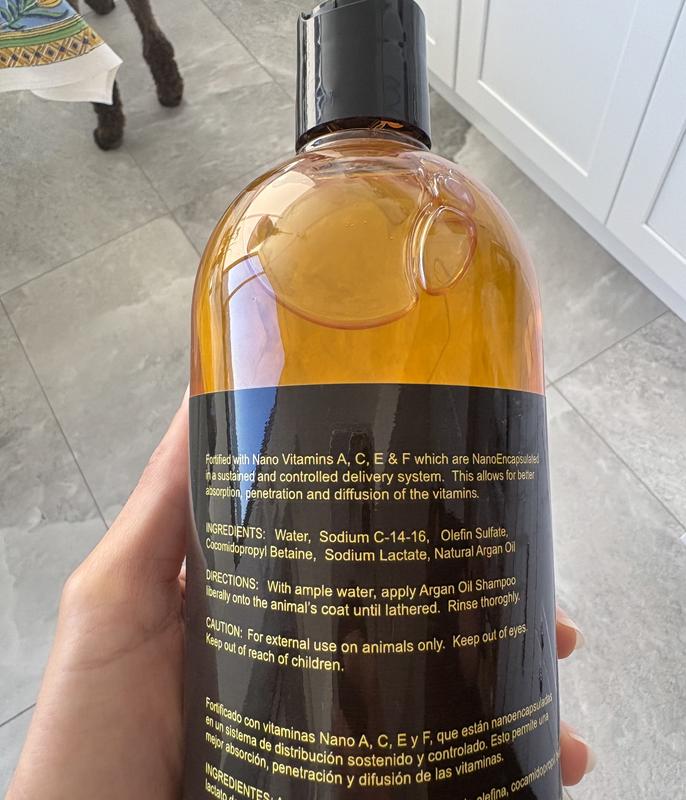 Fortified with Nano Vitamins A, C, E & F which are NanoEncapsulated
in a sustained and controlled delivery system. This allows for better
absorption, penetration and diffusion of the vitamins.
INGREDIENTS: Water, Sodium C-14-16, Olefin Sulfate,
Cocomidopropyl Betaine, Sodium Lactate, Natural Argan Oil
DIRECTIONS: With ample water, apply Argan Oil Shampoo
liberally onto the animal's coat until lathered. Rinse thoroghly.
CAUTION: For external use on animals only. Keep out of eyes.
Keep out of reach of children.
Fortificado con vitaminas Nano A, C, E y F, que están nanoencapsuladas
en un sistema de distribución sostenido y controlado. Esto permite una
mejor absorción, penetración y difusión de las vitaminas.
INGREDIENTES: olefina, cocamidopropil
lactato